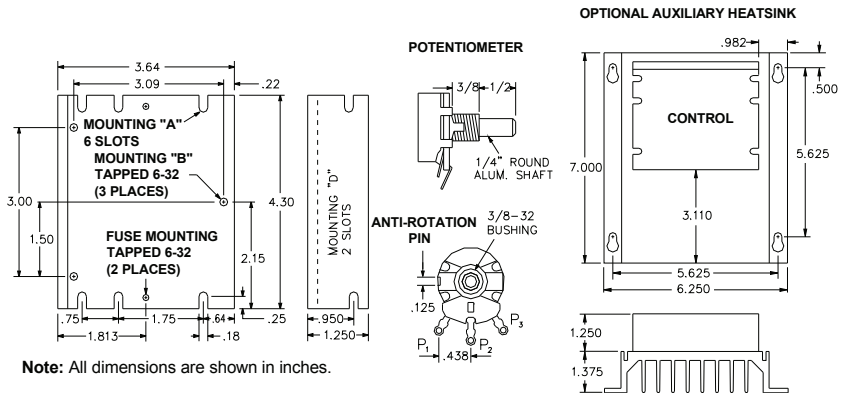 OPTIONAL AUXILIARY HEATSINK
.982
POTENTIOMETER
3.64
3.09
.22
3/8
1/2
.500
MOUNTING "A"
6 SLOTS
MOUNTING "B"
TAPPED 6-32
(3 PLACES)
CONTROL
1/4" ROUND
ALUM. SHAFT
7.000
5.625
3.00
4.30
MOUNTING "D"
2 SLOTS
1.50
3.110
ANTI-ROTATION
PIN
3/8-32
BUSHING
FUSE MOUNTING
TAPPED 6-32
(2 PLACES)
2.15
5.625
6.250
.125
.75
1.75
.64
.25
.950
1.813
.18
1.250
P1
.438
P2
P3
1.250
1.375
Note: All dimensions are shown in inches.